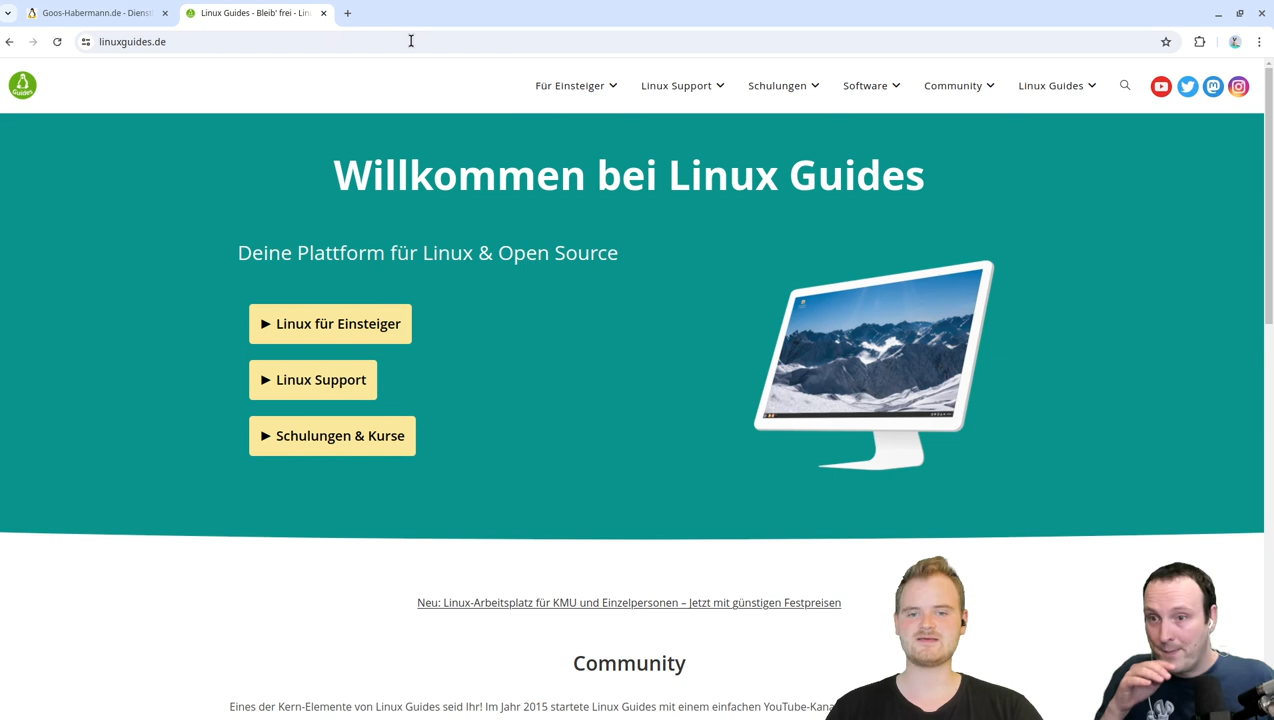 Goos-Habermann.de - Dienstl
Linux Guides - Bleib' frei - Lin
linuxguides.de
Guides
Für Einsteiger
Linux Support
Schulungen
Software
Community
Linux Guides
Willkommen bei Linux Guides
Deine Plattform für Linux & Open Source
► Linux für Einsteiger
► Linux Support
► Schulungen & Kurse
Neu: Linux-Arbeitsplatz für KMU und Einzelpersonen – Jetzt mit günstigen Festpreisen
Community
Eines der Kern-Elemente von Linux Guides seid Ihr! Im Jahr 2015 startete Linux Guides mit einem einfachen YouTube-Kana